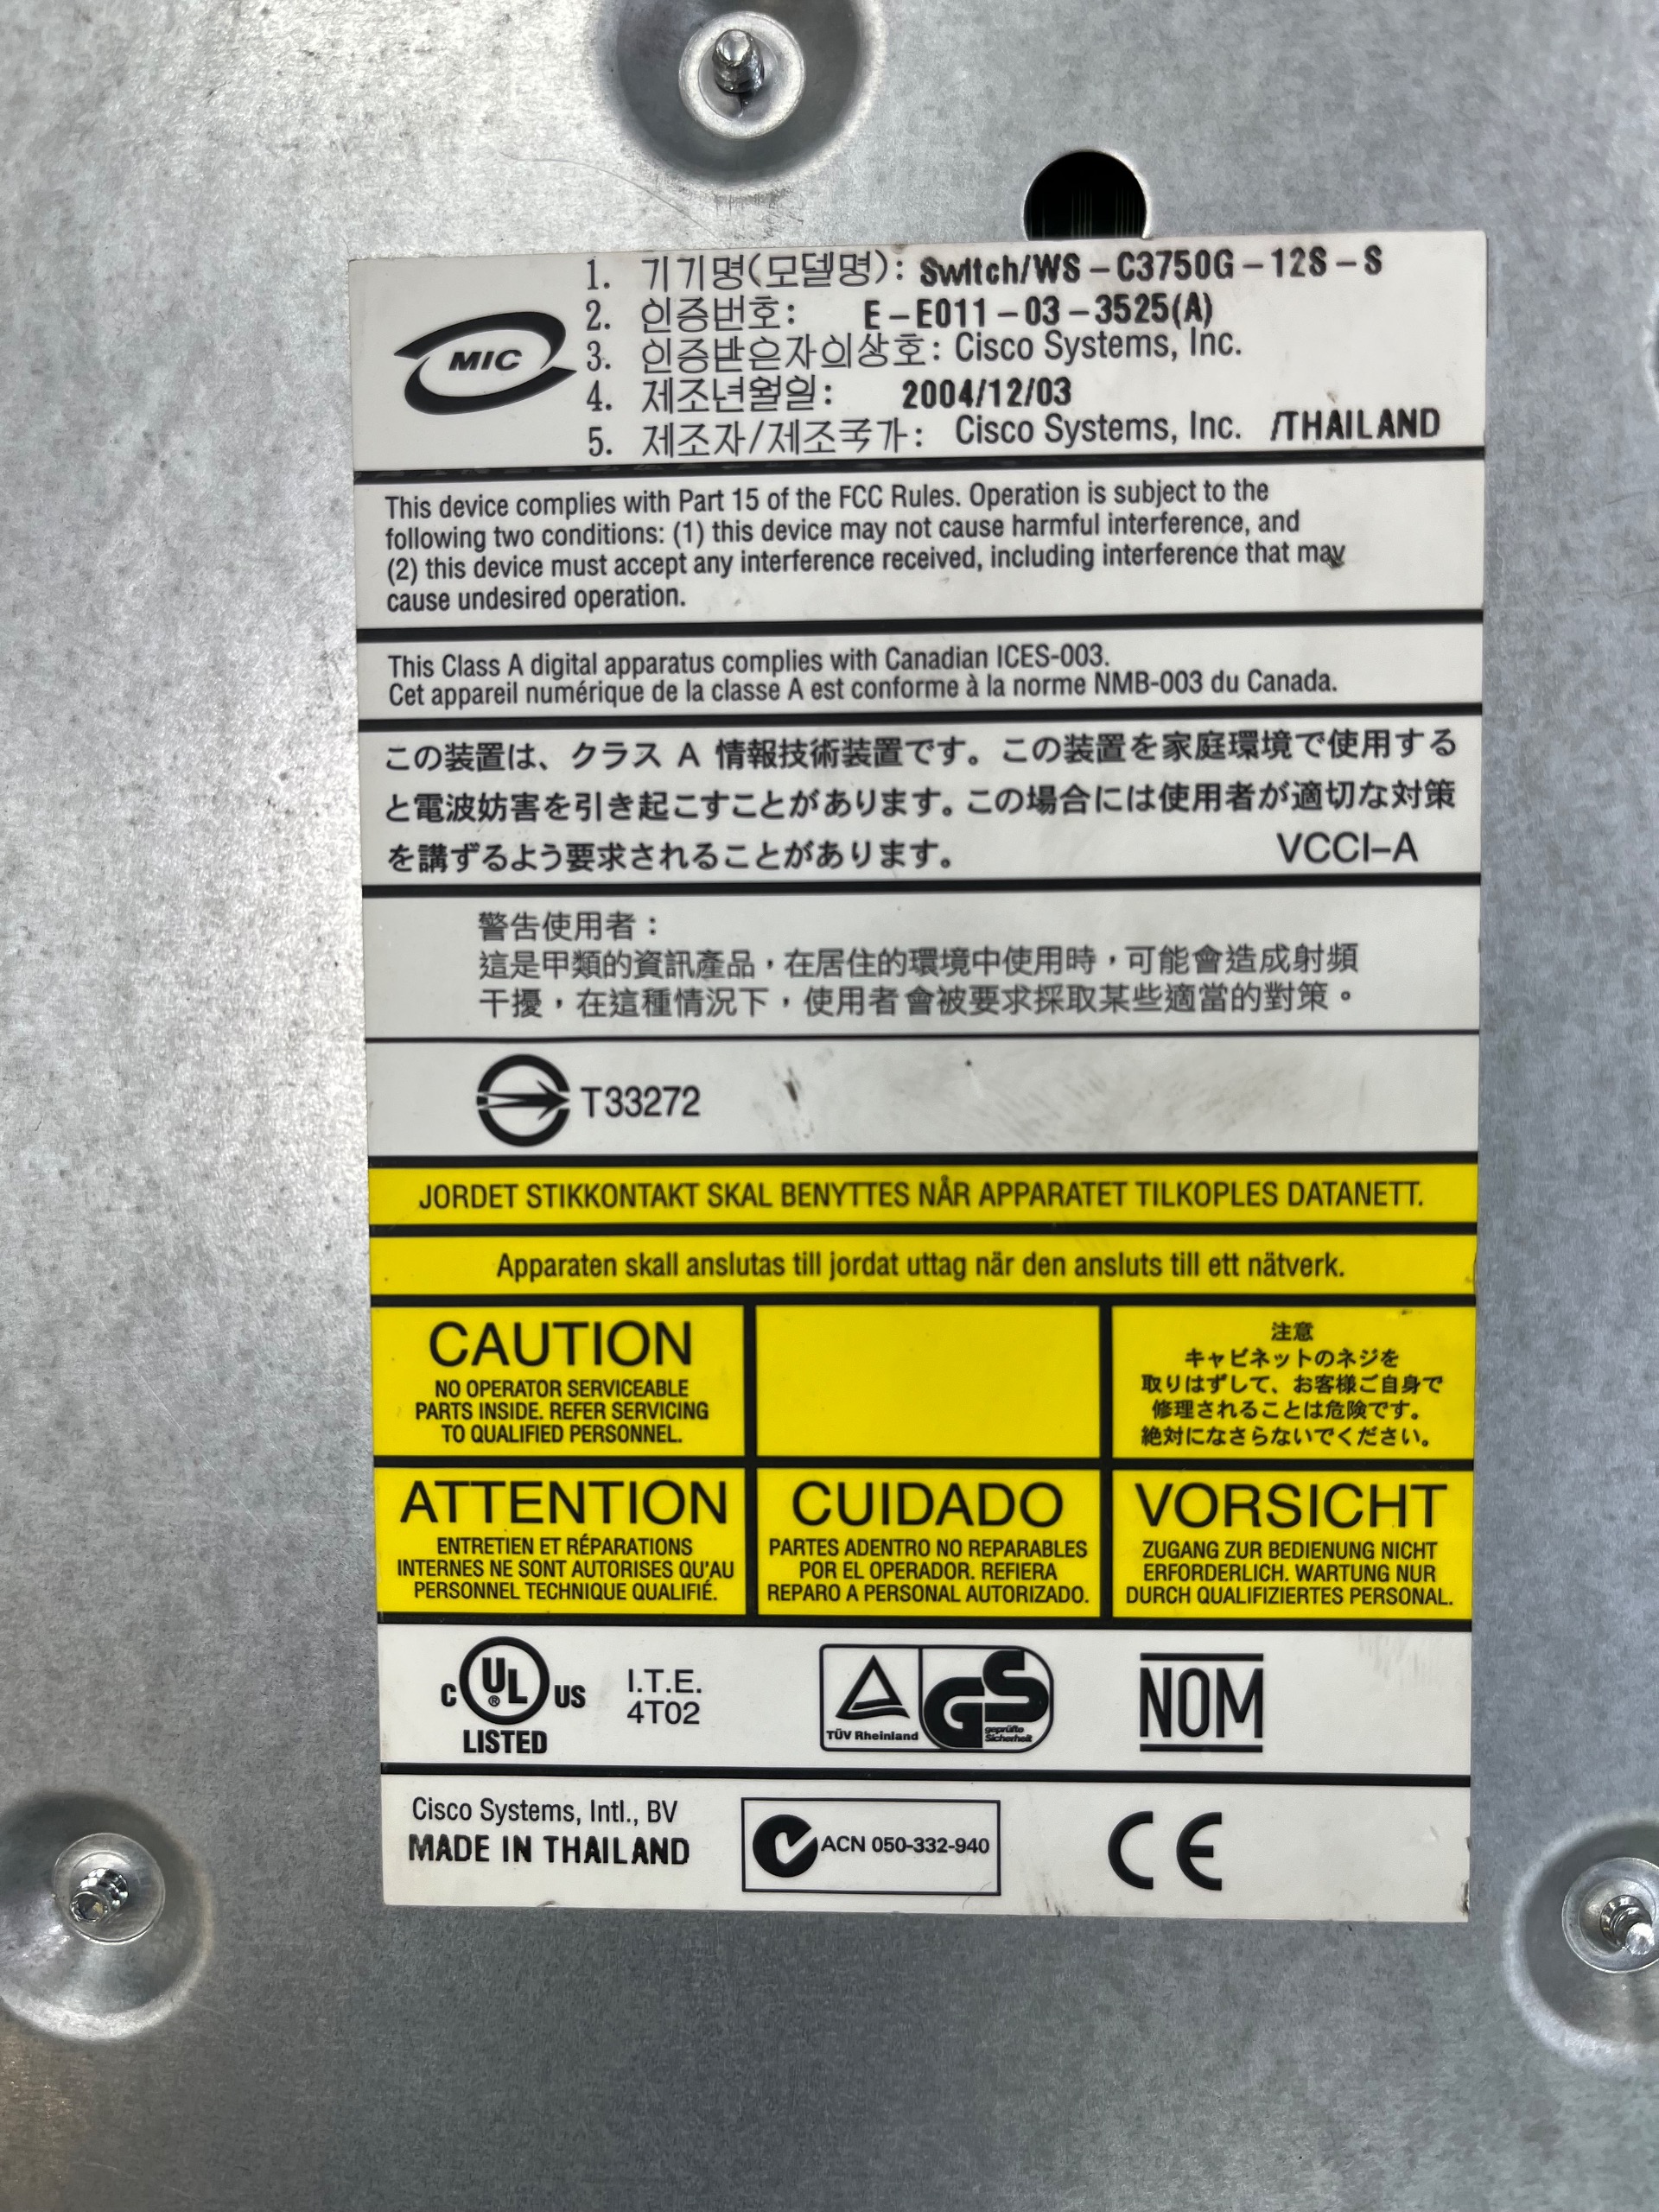 MIC
1. 기기명(모델명): Switch/WS-C3750G-12S-S
2. 인증번호: E-E011-03-3525(A)
3. 인증받은자의상호: Cisco Systems, Inc.
4. 제조년월일: 2004/12/03
5. 제조자/제조국가: Cisco Systems, Inc. /THAILAND
This device complies with Part 15 of the FCC Rules. Operation is subject to the
following two conditions: (1) this device may not cause harmful interference, and
(2) this device must accept any interference received, including interference that may
cause undesired operation.
This Class A digital apparatus complies with Canadian ICES-003.
Cet appareil numérique de la classe A est conforme à la norme NMB-003 du Canada.
この装置は、クラス A 情報技術装置です。この装置を家庭環境で使用する
と電波妨害を引き起こすことがあります。この場合には使用者が適切な対策
を講ずるよう要求されることがあります。 VCCI-A
警告使用者：
這是甲類的資訊產品，在居住的環境中使用時，可能會造成射頻
干擾，在這種情況下，使用者會被要求採取某些適當的對策。
T33272
JORDET STIKKONTAKT SKAL BENYTTES NÅR APPARATET TILKOPLES DATANETT.
Apparaten skall anslutas till jordat uttag när den ansluts till ett nätverk.
CAUTION
NO OPERATOR SERVICEABLE
PARTS INSIDE. REFER SERVICING
TO QUALIFIED PERSONNEL.
注意
キャビネットのネジを
取りはずして、お客様ご自身で
修理されることは危険です。
絶対になさらないでください。
ATTENTION
ENTRETIEN ET RÉPARATIONS
INTERNES NE SONT AUTORISES QU'AU
PERSONNEL TECHNIQUE QUALIFIÉ.
CUIDADO
PARTES ADENTRO NO REPARABLES
POR EL OPERADOR. REFIERA
REPARO A PERSONAL AUTORIZADO.
VORSICHT
ZUGANG ZUR BEDIENUNG NICHT
ERFORDERLICH. WARTUNG NUR
DURCH QUALIFIZIERTES PERSONAL.
C UL ® US
LISTED
I.T.E.
4T02
TÜV Rheinland
GS
geprüfte
Sicherheit
NOM
Cisco Systems, Intl., BV
MADE IN THAILAND
ACN 050-332-940
CE